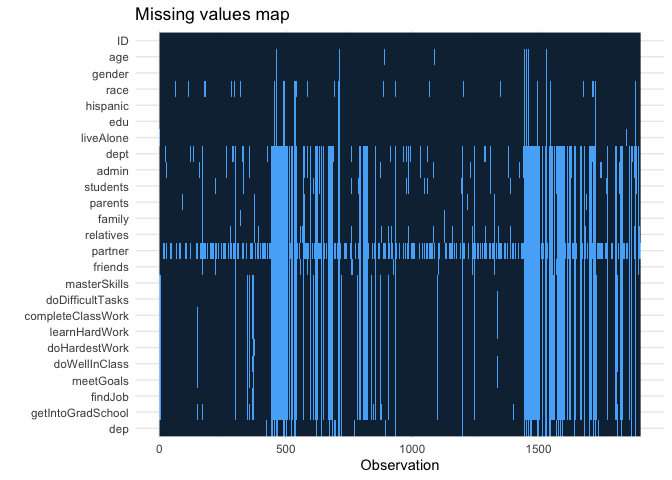 Missing values map
ID
age
gender
race
hispanic
edu
liveAlone
dept
admin
students
parents
family
relatives
partner
friends
masterSkills
doDifficultTasks
completeClassWork
learnHardWork
doHardestWork
doWellInClass
meetGoals
findJob
getIntoGradSchool
dep
0 500 1000 1500
Observation